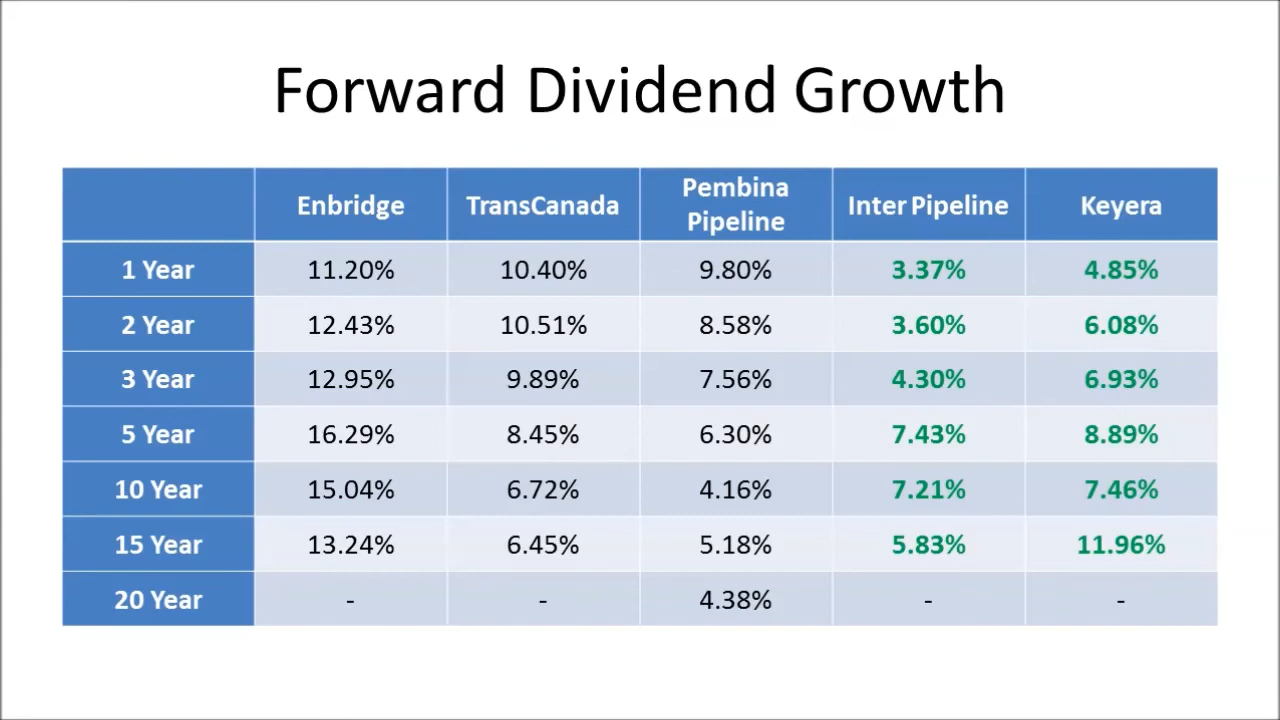 Forward Dividend Growth
Enbridge TransCanada Pembina Pipeline Inter Pipeline Keyera
1 Year 11.20% 10.40% 9.80% 3.37% 4.85%
2 Year 12.43% 10.51% 8.58% 3.60% 6.08%
3 Year 12.95% 9.89% 7.56% 4.30% 6.93%
5 Year 16.29% 8.45% 6.30% 7.43% 8.89%
10 Year 15.04% 6.72% 4.16% 7.21% 7.46%
15 Year 13.24% 6.45% 5.18% 5.83% 11.96%
20 Year - - 4.38% - -